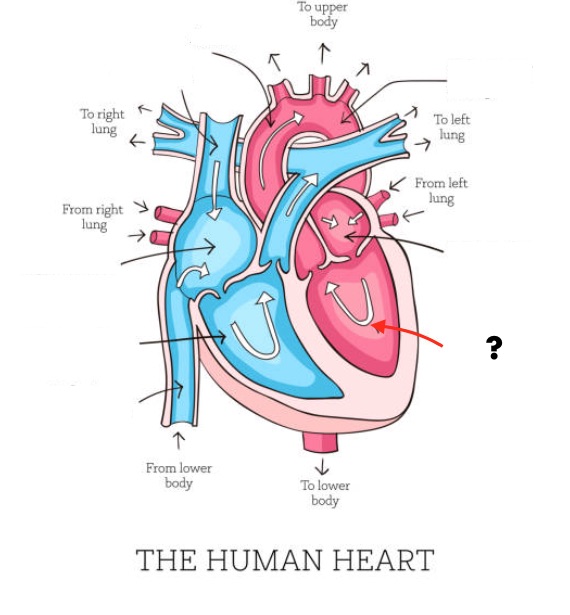 To upper
body
To right
lung
To left
lung
From left
lung
From right
lung
?
From lower
body
To lower
body
THE HUMAN HEART